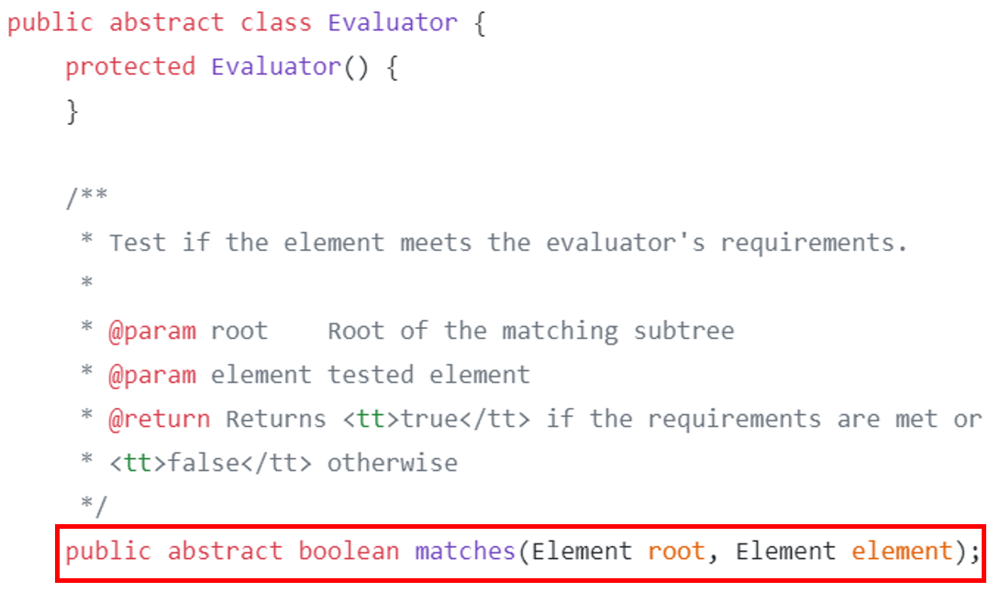 public abstract class Evaluator {
    protected Evaluator() {
    }

    /**
     * Test if the element meets the evaluator's requirements.
     *
     * @param root    Root of the matching subtree
     * @param element tested element
     * @return Returns <tt>true</tt> if the requirements are met or
     * <tt>false</tt> otherwise
     */
    public abstract boolean matches(Element root, Element element);